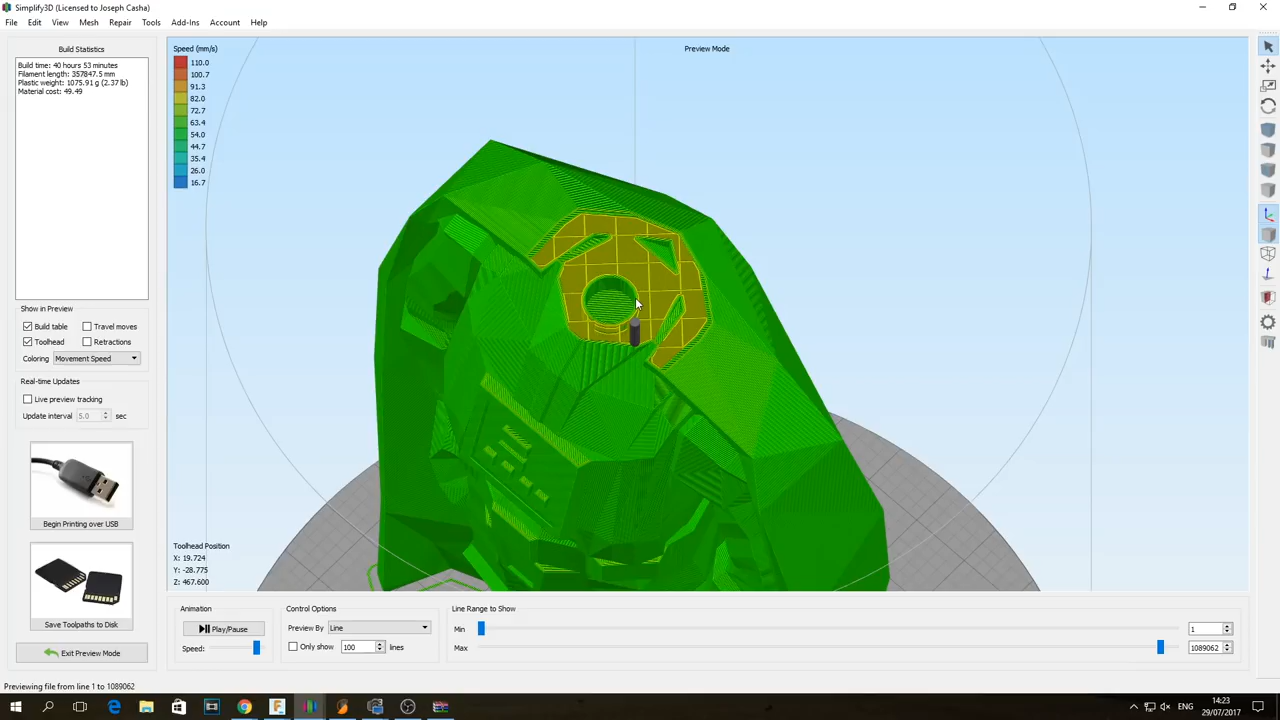 Simplify3D (Licensed to Joseph Casha)
File Edit View Mesh Repair Tools Add-Ins Account Help
Build Statistics
Build time: 40 hours 53 minutes
Filament length: 357847.5 mm
Plastic weight: 1075.91 g (2.37 lb)
Material cost: 49.49
Speed (mm/s)
110.0
100.7
91.3
82.0
72.7
63.4
54.0
44.7
35.4
26.0
16.7
Preview Mode
Show in Preview
Build table Travel moves
Toolhead Retractions
Coloring Movement Speed
Real-time Updates
Live preview tracking
Update interval 5.0 sec
Begin Printing over USB
Save Toolpaths to Disk
Exit Preview Mode
Toolhead Position
X: 19.724
Y: -28.775
Z: 467.600
Animation
Play/Pause
Speed:
Control Options
Preview By Line
Only show 100 lines
Line Range to Show
Min 1
Max 1089062
Previewing file from line 1 to 1089062
ENG
14:23
29/07/2017